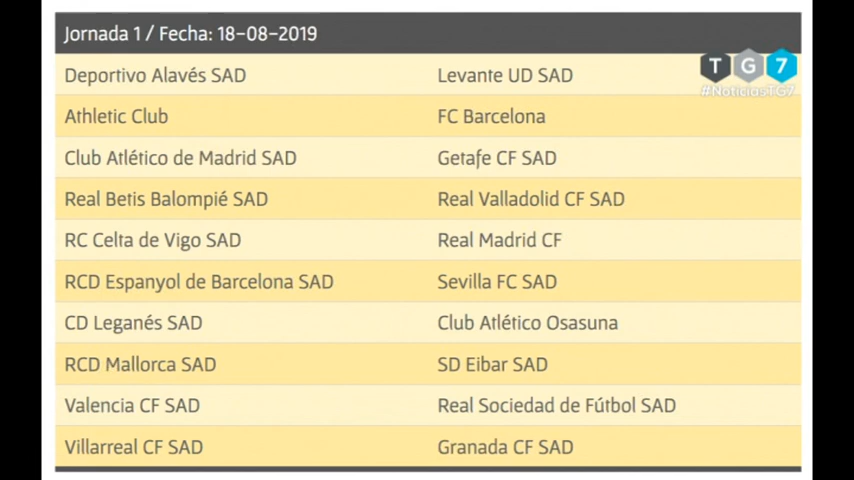 Jornada 1 / Fecha: 18-08-2019
Deportivo Alavés SAD Levante UD SAD
TG7
#NoticiasTG7
Athletic Club FC Barcelona
Club Atlético de Madrid SAD Getafe CF SAD
Real Betis Balompié SAD Real Valladolid CF SAD
RC Celta de Vigo SAD Real Madrid CF
RCD Espanyol de Barcelona SAD Sevilla FC SAD
CD Leganés SAD Club Atlético Osasuna
RCD Mallorca SAD SD Eibar SAD
Valencia CF SAD Real Sociedad de Fútbol SAD
Villarreal CF SAD Granada CF SAD